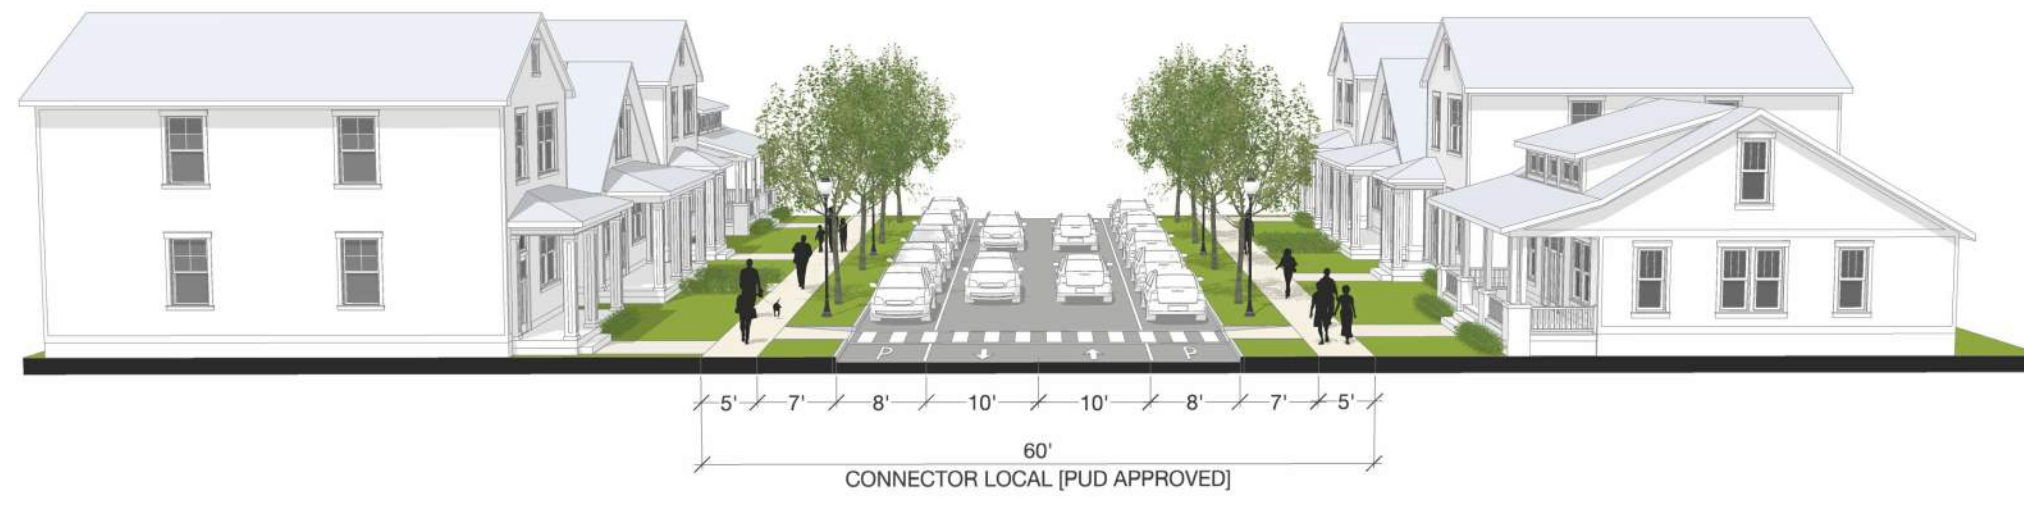 P P
5' 7' 8' 10' 10' 8' 7' 5'
60'
CONNECTOR LOCAL [PUD APPROVED]